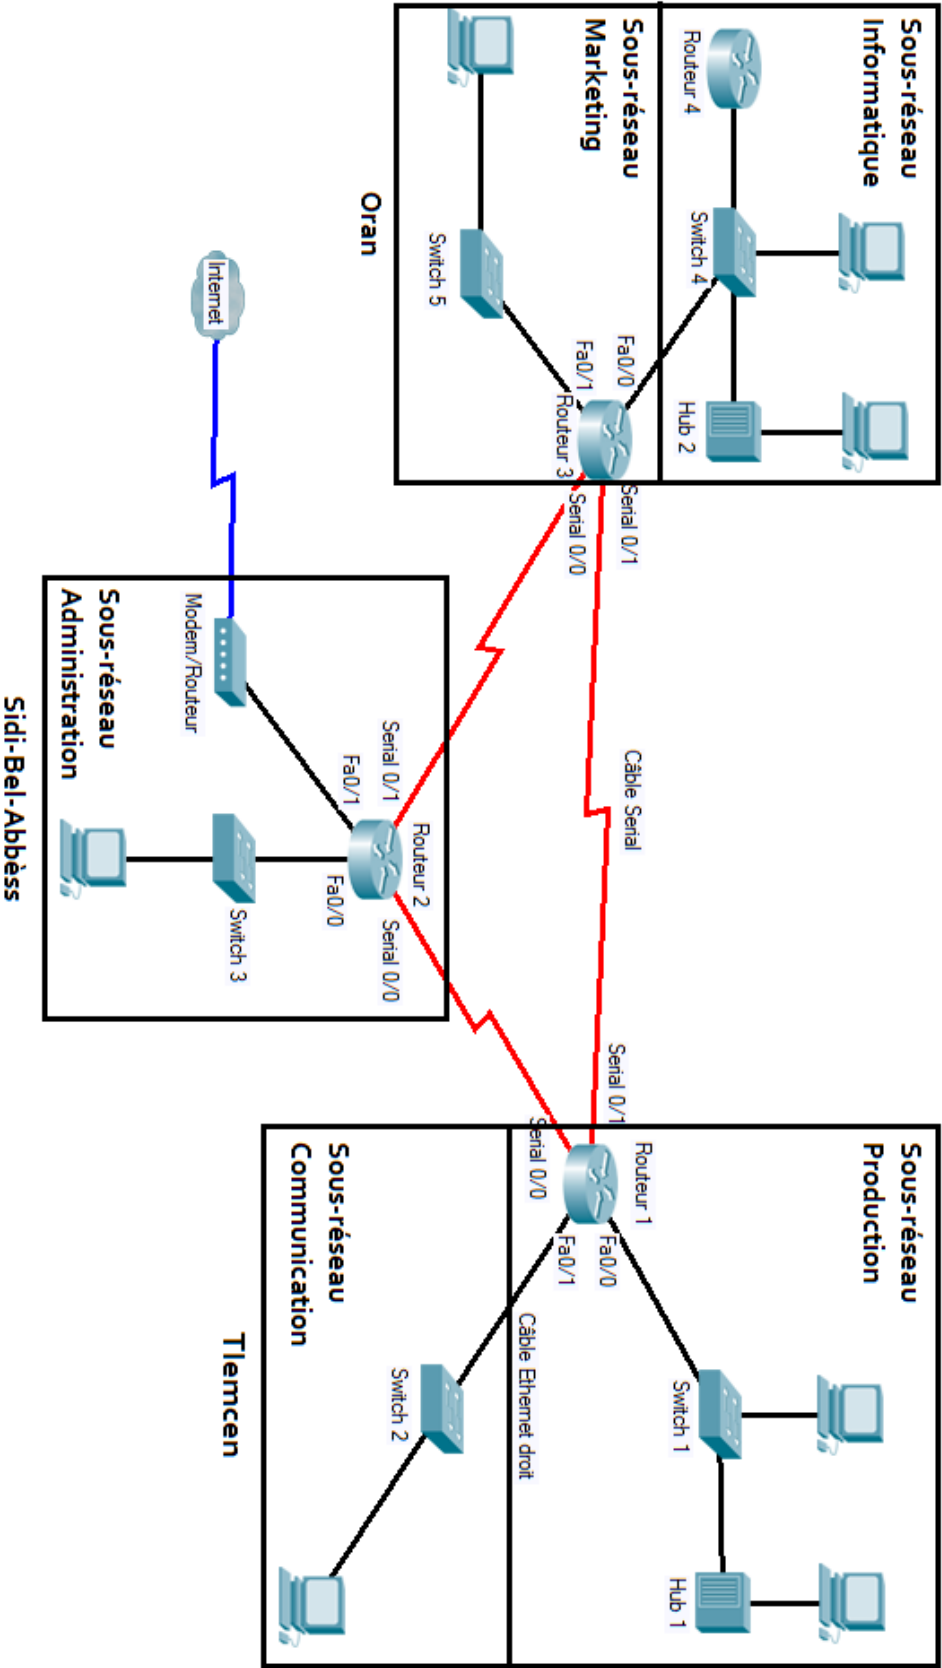 Sous-réseau
Informatique
Routeur 4
Switch 4
Hub 2
Sous-réseau
Marketing
Switch 5
Fa0/0
Fa0/1
Routeur 3
Serial 0/1
Serial 0/0
Oran
Câble Serial
Internet
Modem/Routeur
Sous-réseau
Administration
Serial 0/1
Fa0/1
Routeur 2
Fa0/0
Serial 0/0
Switch 3
Sidi-Bel-Abbèss
Sous-réseau
Production
Serial 0/1
Routeur 1
Serial 0/0
Fa0/0
Fa0/1
Switch 1
Hub 1
Câble Ethernet droit
Sous-réseau
Communication
Switch 2
Tlemcen